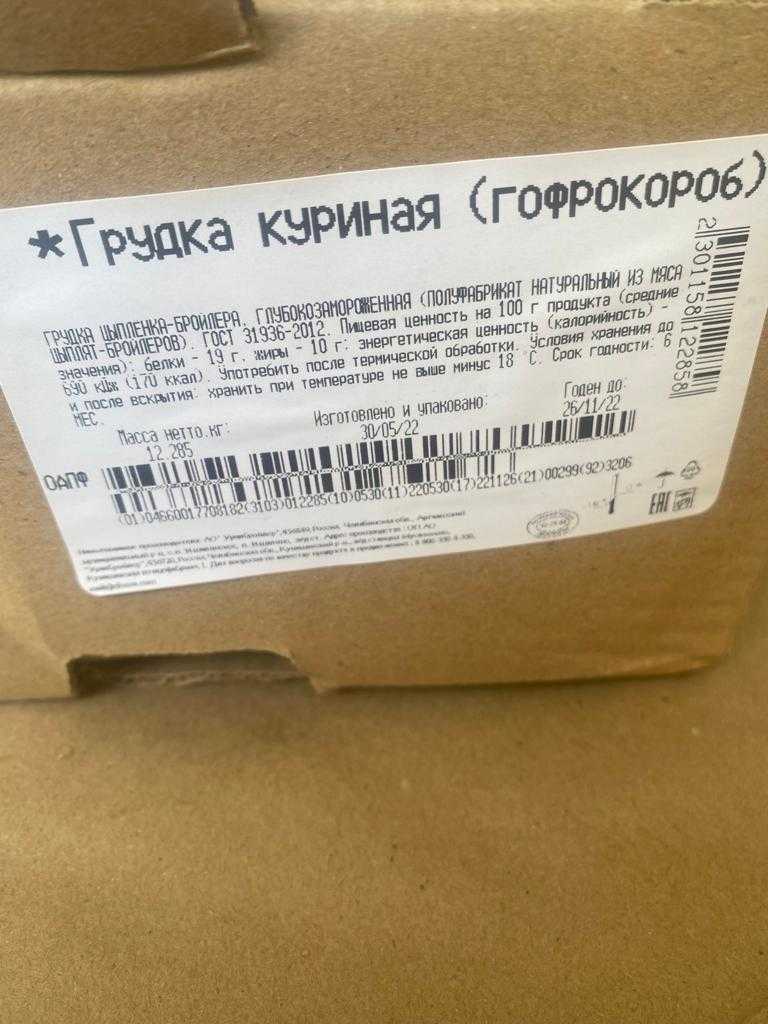 *Грудка куриная (гофрокороб)
ГРУДКА ЦЫПЛЕНКА-БРОЙЛЕРА, ГЛУБОКОЗАМОРОЖЕННАЯ (ПОЛУФАБРИКАТ НАТУРАЛЬНЫЙ ИЗ МЯСА
ЦЫПЛЯТ-БРОЙЛЕРОВ). ГОСТ 31936-2012. Пищевая ценность на 100 г продукта (средние
значения): белки - 19 г. жиры - 10 г; энергетическая ценность (калорийность) -
690 кДж (170 ккал). Употребить после термической обработки. Условия хранения до
и после вскрытия: хранить при температуре не выше минус 18 °С. Срок годности: 6
МЕС.
Масса нетто.кг: Изготовлено и упаковано: Годен до:
12.285 30/05/22 26/11/22
ОАПФ
(01)04660017708182(3103)012285(10)0530(11)220530(17)221126(21)00299(92)3206
2301158122858
EAC